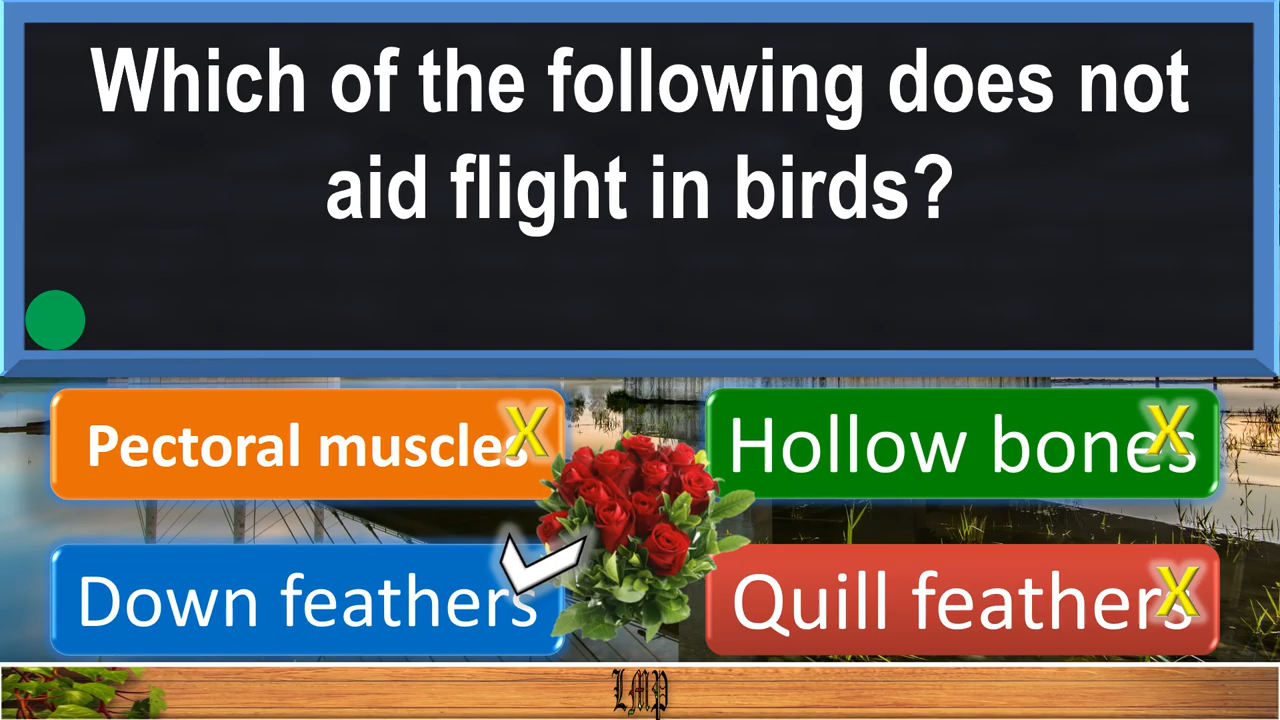 Which of the following does not
aid flight in birds?
Pectoral muscles X
Hollow bones X
Down feathers
Quill feathers X
LMP